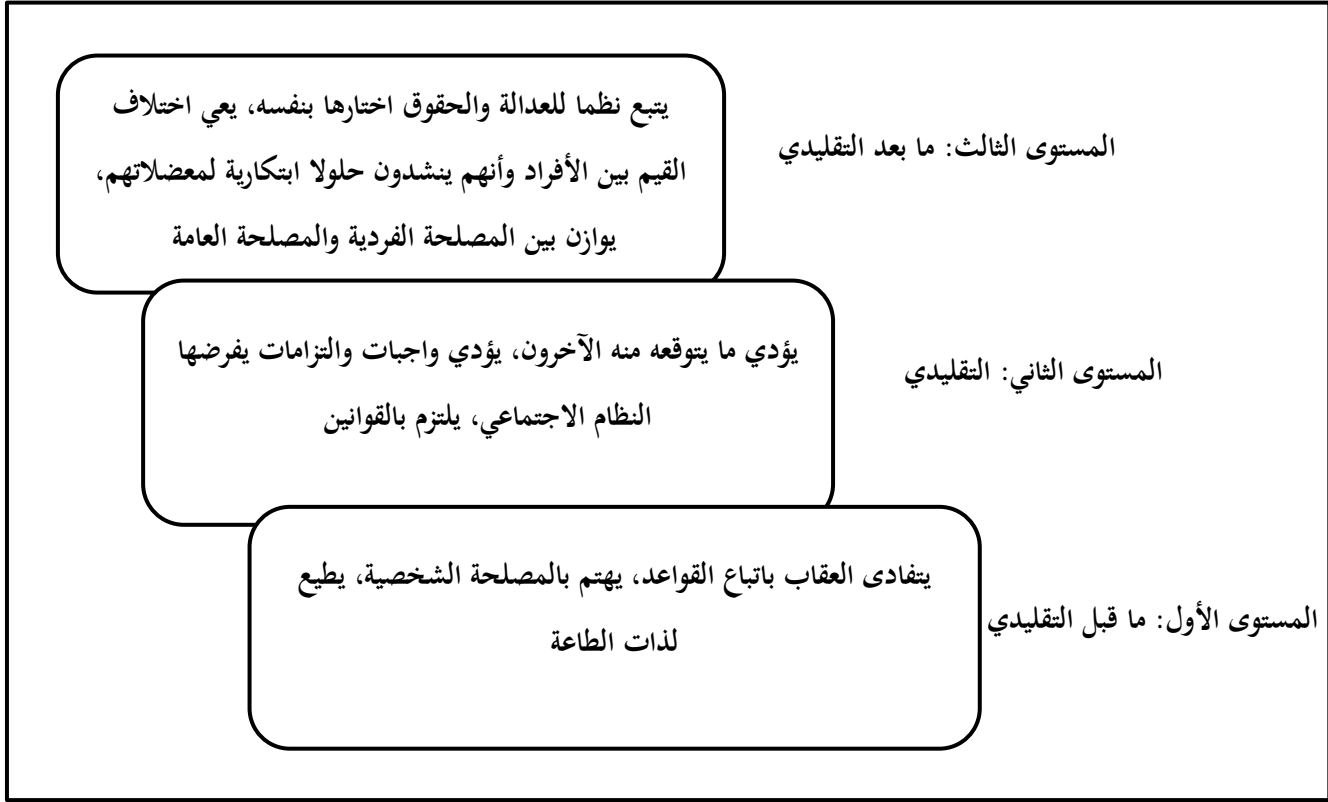 المستوى الثالث: ما بعد التقليدي
يتبع نظما للعدالة والحقوق اختارها بنفسه، يعي اختلاف
القيم بين الأفراد وأنهم ينشدون حلولا ابتكارية لمعضلاتهم،
يوازن بين المصلحة الفردية والمصلحة العامة
المستوى الثاني: التقليدي
يؤدي ما يتوقعه منه الآخرون، يؤدي واجبات والتزامات يفرضها
النظام الاجتماعي، يلتزم بالقوانين
المستوى الأول: ما قبل التقليدي
يتفادى العقاب باتباع القواعد، يهتم بالمصلحة الشخصية، يطيع
لذات الطاعة